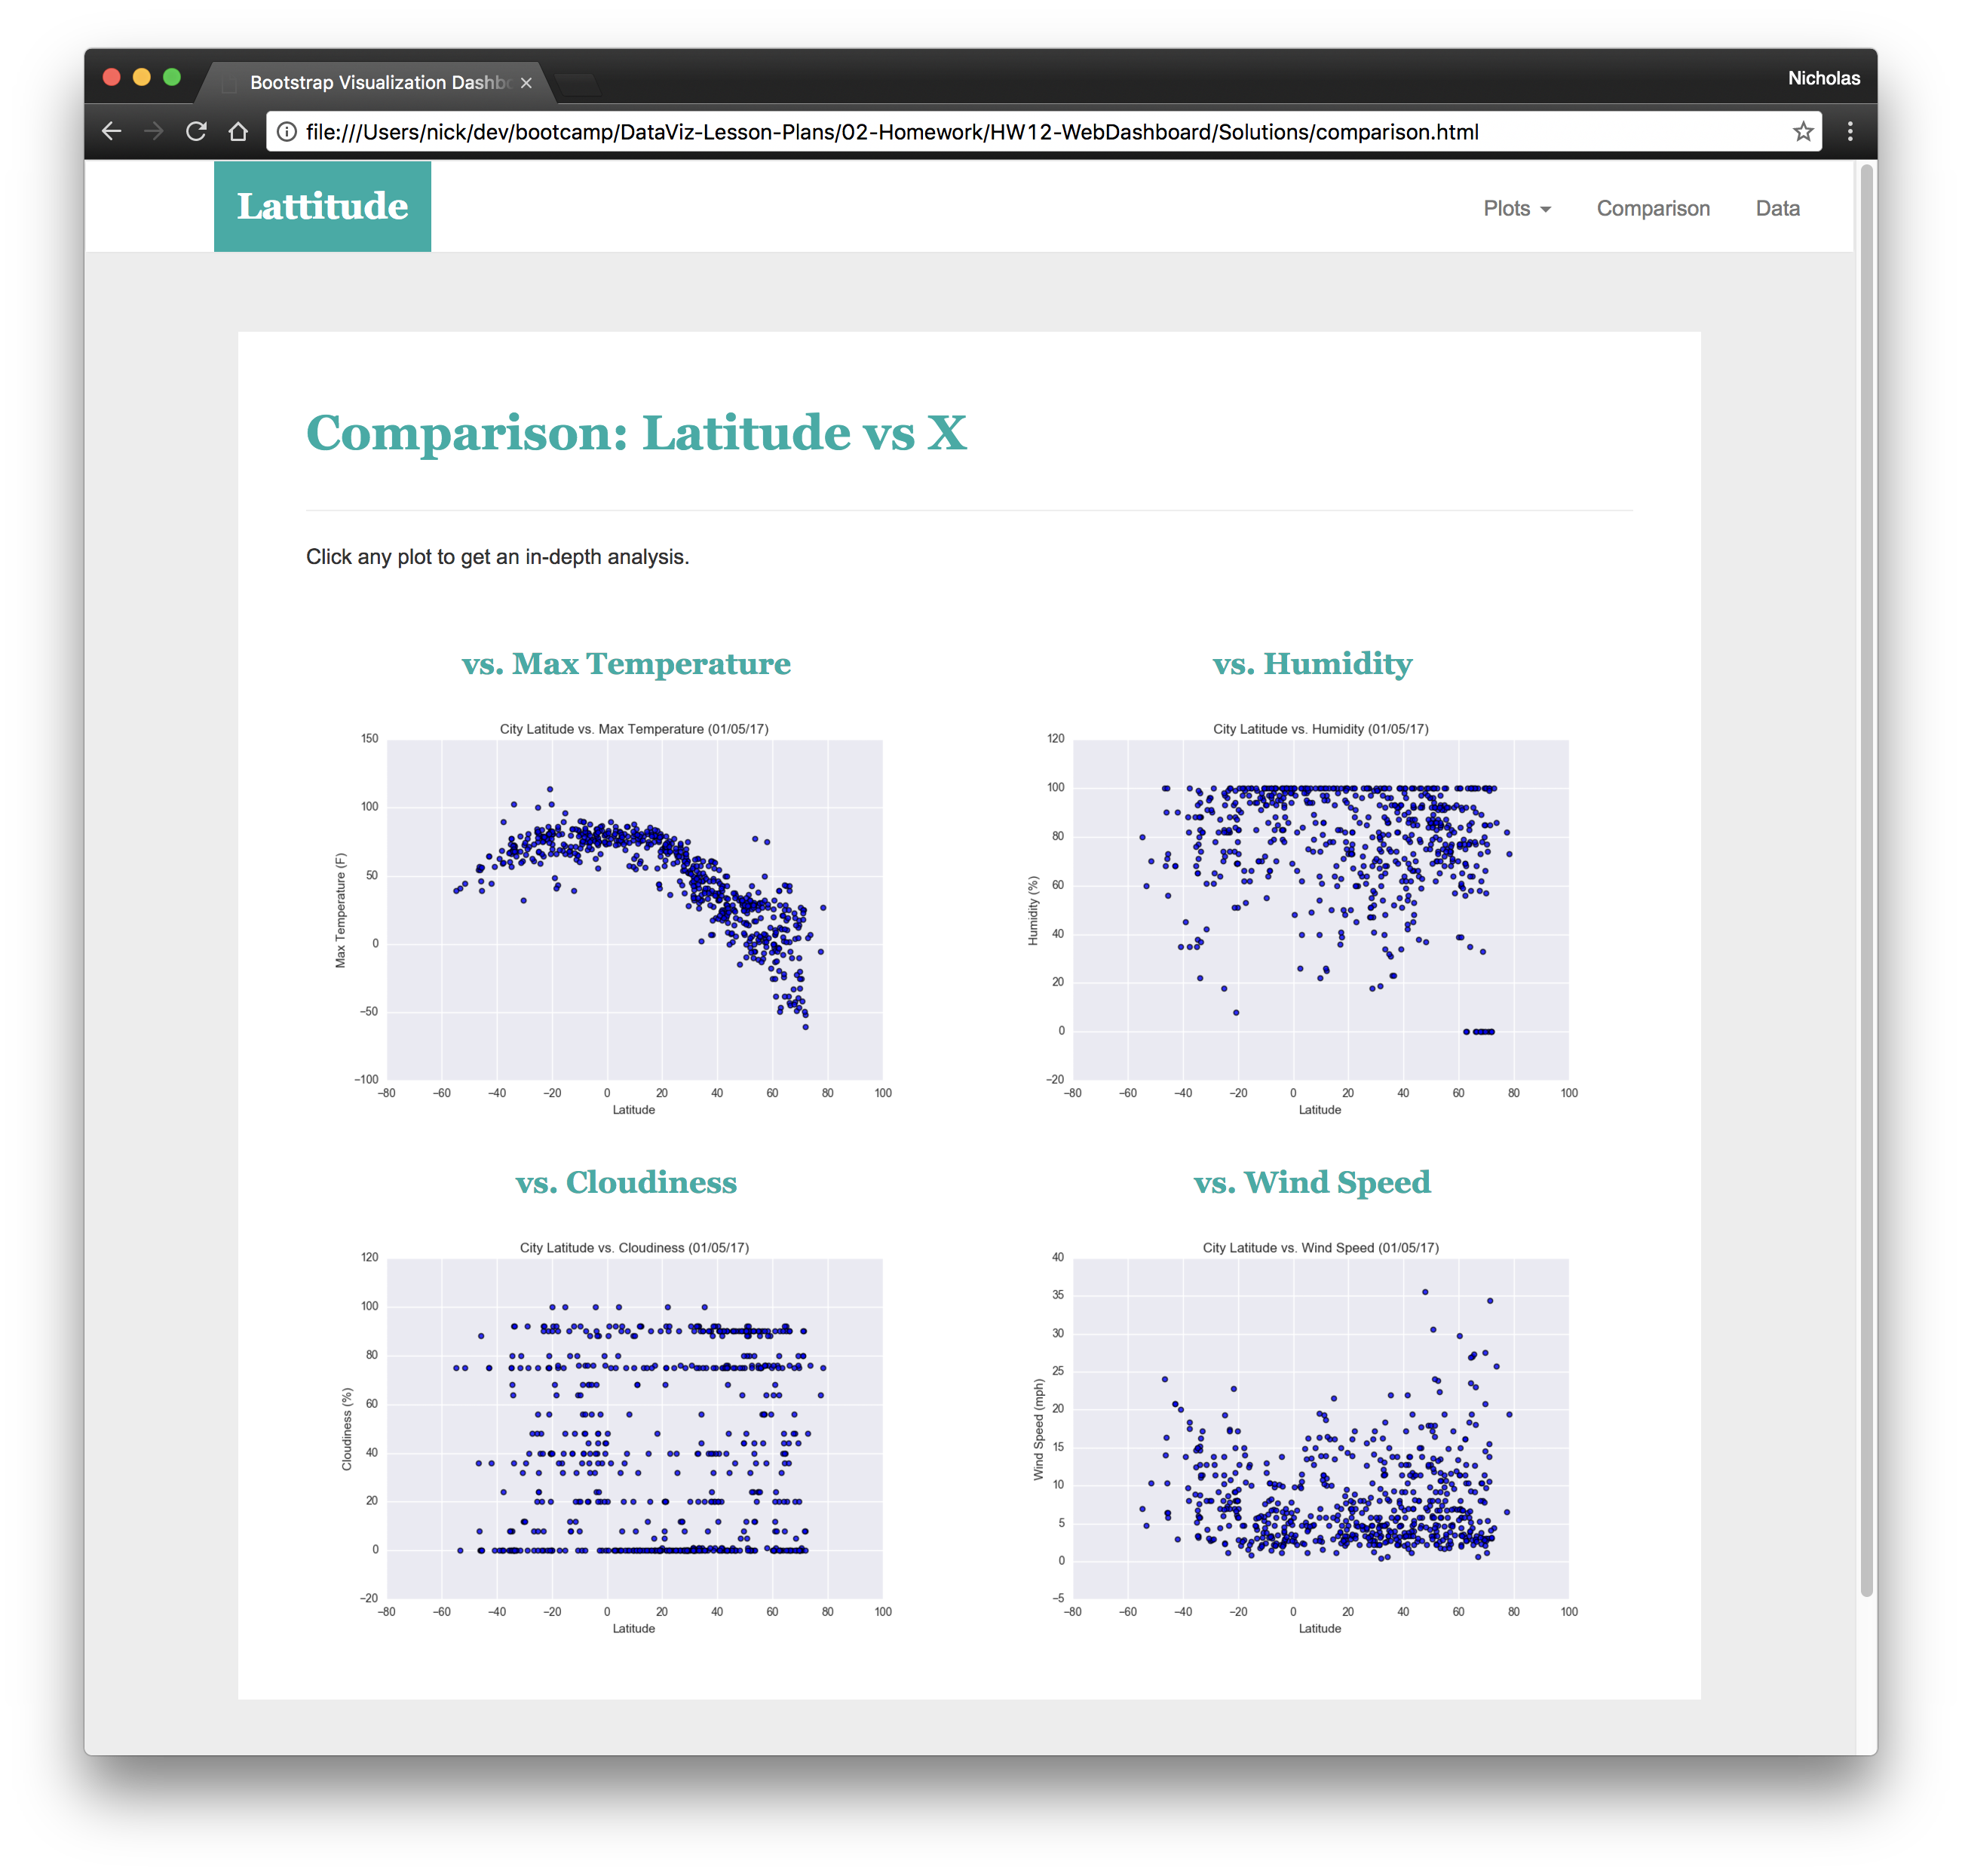 Bootstrap Visualization Dashbo
Nicholas
file:///Users/nick/dev/bootcamp/DataViz-Lesson-Plans/02-Homework/HW12-WebDashboard/Solutions/comparison.html
Lattitude
Plots Comparison Data
Comparison: Latitude vs X
Click any plot to get an in-depth analysis.
vs. Max Temperature
City Latitude vs. Max Temperature (01/05/17)
Max Temperature (F)
150
100
50
0
−50
−100
−80 −60 −40 −20 0 20 40 60 80 100
Latitude
vs. Humidity
City Latitude vs. Humidity (01/05/17)
Humidity (%)
120
100
80
60
40
20
0
−20
−80 −60 −40 −20 0 20 40 60 80 100
Latitude
vs. Cloudiness
City Latitude vs. Cloudiness (01/05/17)
Cloudiness (%)
120
100
80
60
40
20
0
−20
−80 −60 −40 −20 0 20 40 60 80 100
Latitude
vs. Wind Speed
City Latitude vs. Wind Speed (01/05/17)
Wind Speed (mph)
40
35
30
25
20
15
10
5
0
−5
−80 −60 −40 −20 0 20 40 60 80 100
Latitude